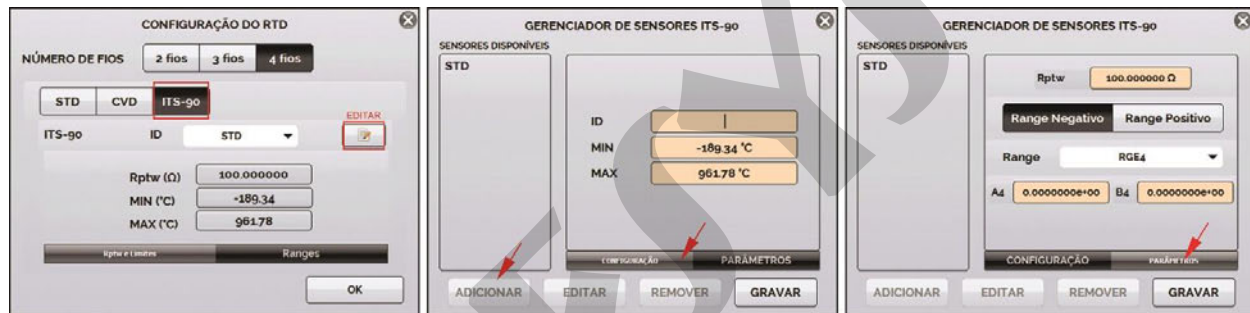 CONFIGURAÇÃO DO RTD
NÚMERO DE FIOS 2 fios 3 fios 4 fios
STD CVD ITS-90
EDITAR
ITS-90 ID STD
Rptw (Ω) 100.000000
MIN (°C) -189.34
MAX (°C) 961.78
Rptw e Limites Ranges
OK
GERENCIADOR DE SENSORES ITS-90
SENSORES DISPONÍVEIS
STD
ID
MIN -189.34 °C
MAX 961.78 °C
CONFIGURAÇÃO PARÂMETROS
ADICIONAR EDITAR REMOVER GRAVAR
GERENCIADOR DE SENSORES ITS-90
SENSORES DISPONÍVEIS
STD
Rptw 100.000000 Ω
Range Negativo Range Positivo
Range RGE4
A4 0.0000000e+00 B4 0.0000000e+00
CONFIGURAÇÃO PARÂMETROS
ADICIONAR EDITAR REMOVER GRAVAR